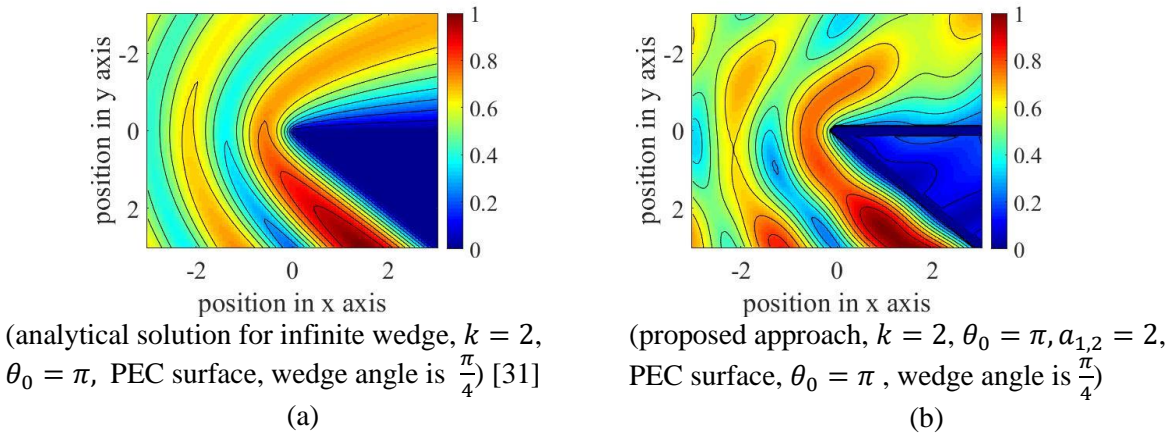 -2
0
2
position in y axis
-2 0 2
position in x axis
1
0.8
0.6
0.4
0.2
0
(analytical solution for infinite wedge, k = 2,
θ₀ = π, PEC surface, wedge angle is π/4) [31]
(a)
-2
0
2
position in y axis
-2 0 2
position in x axis
1
0.8
0.6
0.4
0.2
0
(proposed approach, k = 2, θ₀ = π, a₁,₂ = 2,
PEC surface, θ₀ = π , wedge angle is π/4)
(b)